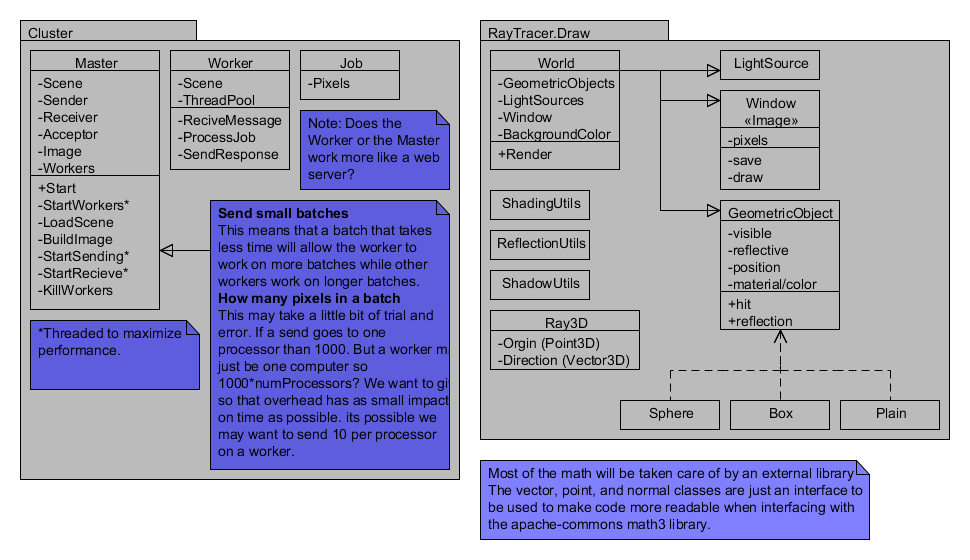 Cluster
Master
-Scene
-Sender
-Receiver
-Acceptor
-Image
-Workers
+Start
-StartWorkers*
-LoadScene
-BuildImage
-StartSending*
-StartRecieve*
-KillWorkers
Worker
-Scene
-ThreadPool
-ReciveMessage
-ProcessJob
-SendResponse
Job
-Pixels
Note: Does the
Worker or the Master
work more like a web
server?
Send small batches
This means that a batch that takes
less time will allow the worker to
work on more batches while other
workers work on longer batches.
How many pixels in a batch
This may take a little bit of trial and
error. If a send goes to one
processor than 1000. But a worker m
just be one computer so
1000*numProcessors? We want to gi
so that overhead has as small impact
on time as possible. its possible we
may want to send 10 per processor
on a worker.
*Threaded to maximize
performance.
RayTracer.Draw
World
-GeometricObjects
-LightSources
-Window
-BackgroundColor
+Render
LightSource
Window
«Image»
-pixels
-save
-draw
ShadingUtils
ReflectionUtils
ShadowUtils
GeometricObject
-visible
-reflective
-position
-material/color
+hit
+reflection
Ray3D
-Orgin (Point3D)
-Direction (Vector3D)
Sphere
Box
Plain
Most of the math will be taken care of by an external library
The vector, point, and normal classes are just an interface to
be used to make code more readable when interfacing with
the apache-commons math3 library.